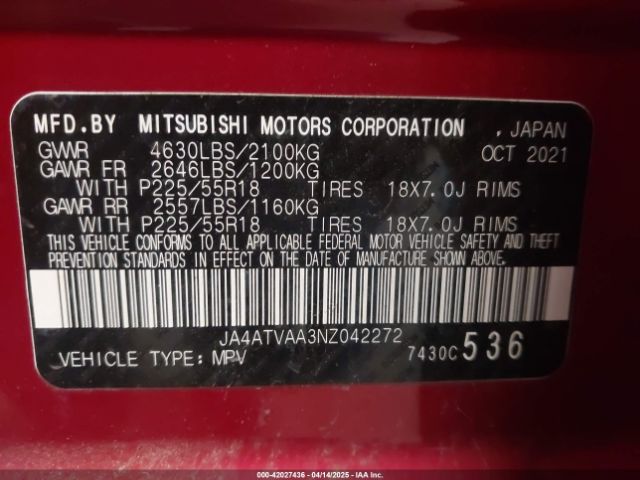 MFD.BY MITSUBISHI MOTORS CORPORATION , JAPAN
GVWR 4630LBS/2100KG OCT 2021
GAWR FR 2646LBS/1200KG
WITH P225/55R18 TIRES 18X7.0J RIMS
GAWR RR 2557LBS/1160KG
WITH P225/55R18 TIRES 18X7.0J RIMS
THIS VEHICLE CONFORMS TO ALL APPLICABLE FEDERAL MOTOR VEHICLE SAFETY AND THEFT
PREVENTION STANDARDS IN EFFECT ON THE DATE OF MANUFACTURE SHOWN ABOVE.
JA4ATVAA3NZ042272
VEHICLE TYPE: MPV 7430C 536
000-42027436 - 04/14/2025 - IAAI.COM